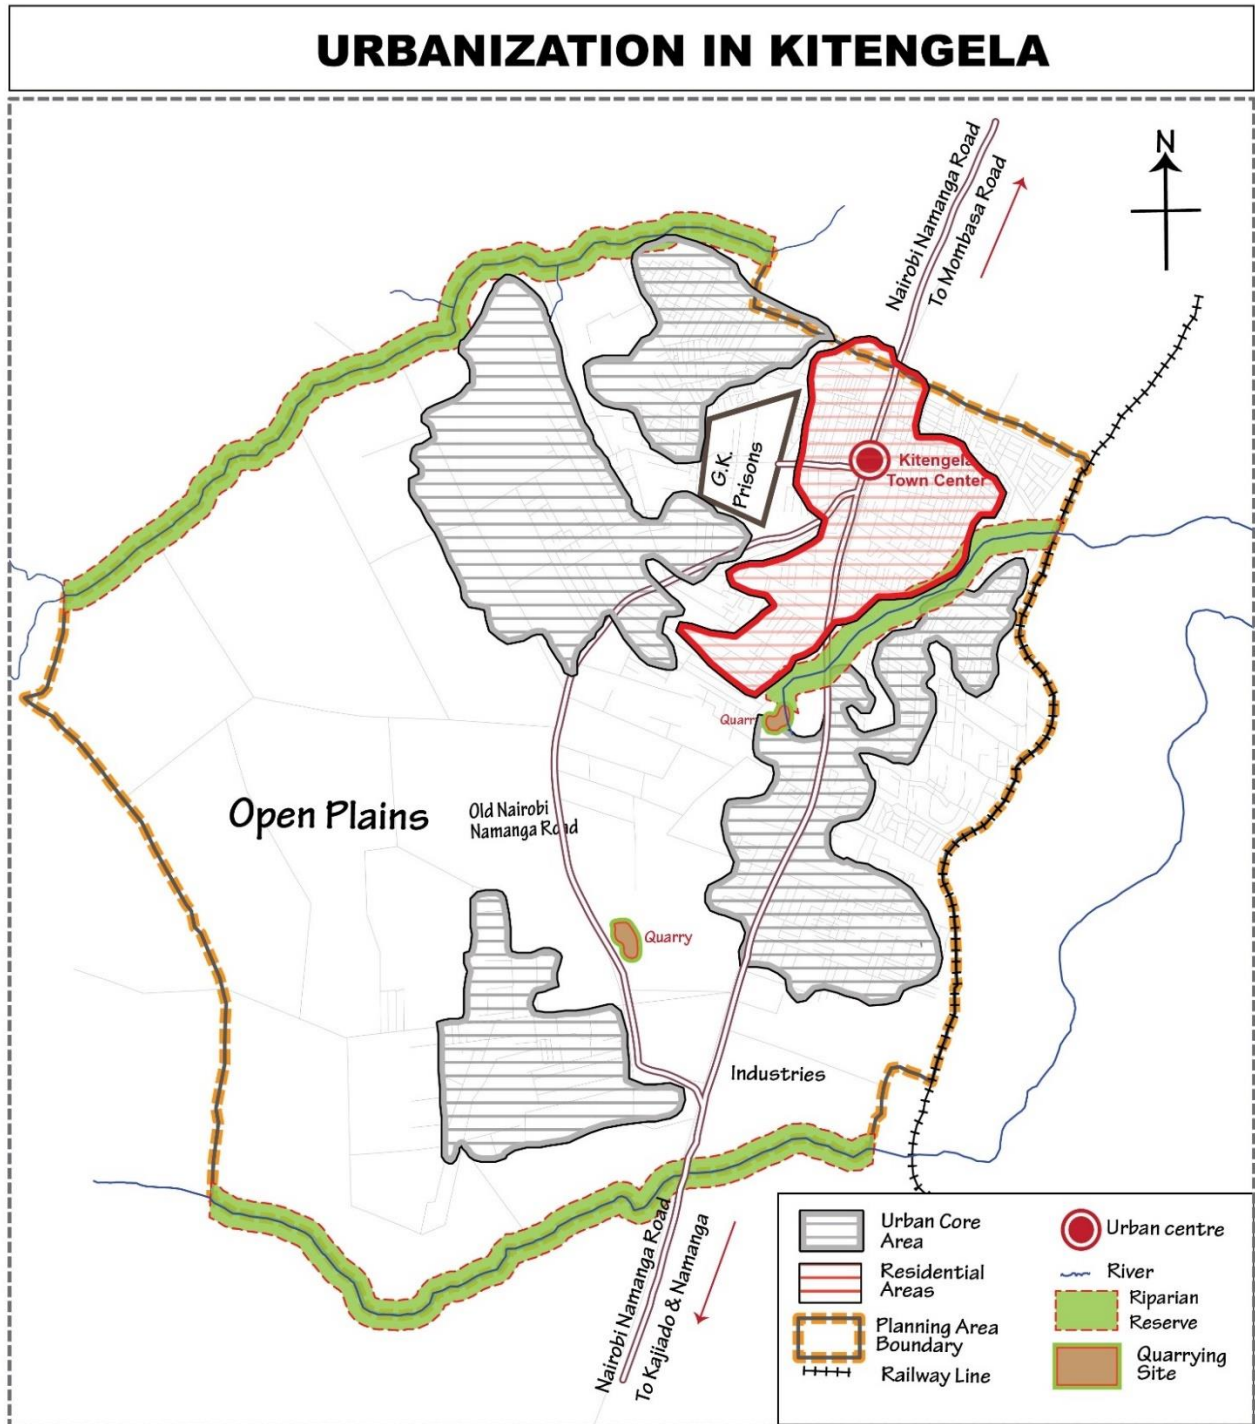 URBANIZATION IN KITENGELA
N
Nairobi Namanga Road
To Mombasa Road
G.K.
Prisons
Kitengela
Town Center
Quarr
Open Plains
Old Nairobi
Namanga Road
Quarry
Industries
Nairobi Namanga Road
To Kajiado & Namanga
Urban Core
Area
Residential
Areas
Planning Area
Boundary
Railway Line
Urban centre
River
Riparian
Reserve
Quarrying
Site